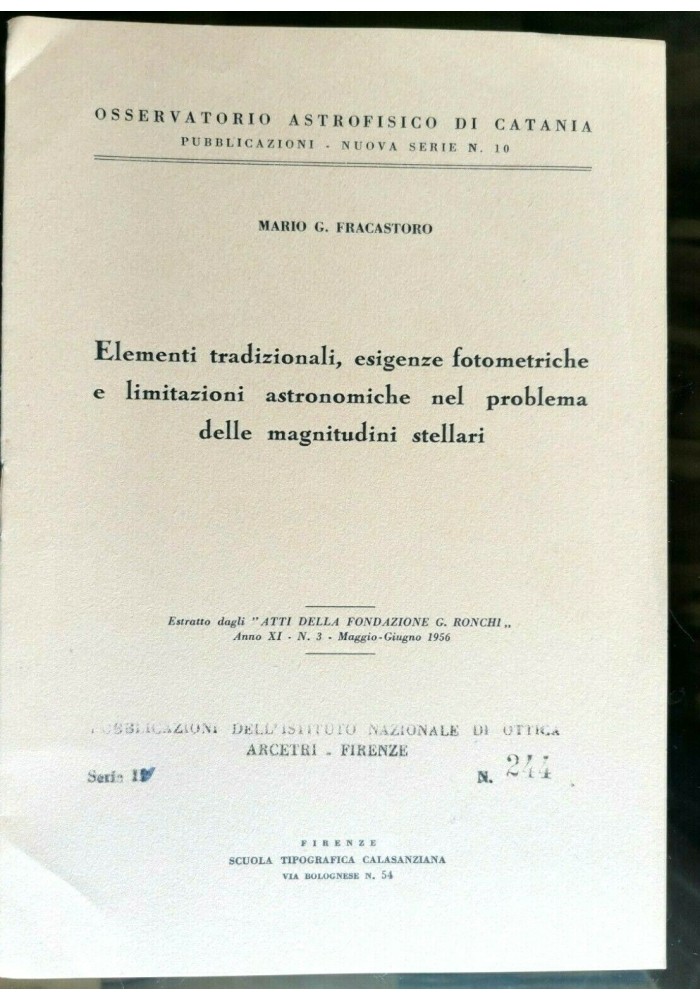 OSSERVATORIO ASTROFISICO DI CATANIA
PUBBLICAZIONI - NUOVA SERIE N. 10
MARIO G. FRACASTORO
Elementi tradizionali, esigenze fotometriche
e limitazioni astronomiche nel problema
delle magnitudini stellari
Estratto dagli "ATTI DELLA FONDAZIONE G. RONCHI„
Anno XI - N. 3 - Maggio-Giugno 1956
PUBBLICAZIONI DELL'ISTITUTO NAZIONALE DI OTTICA
ARCETRI - FIRENZE
Serie IV N. 244
FIRENZE
SCUOLA TIPOGRAFICA CALASANZIANA
VIA BOLOGNESE N. 54